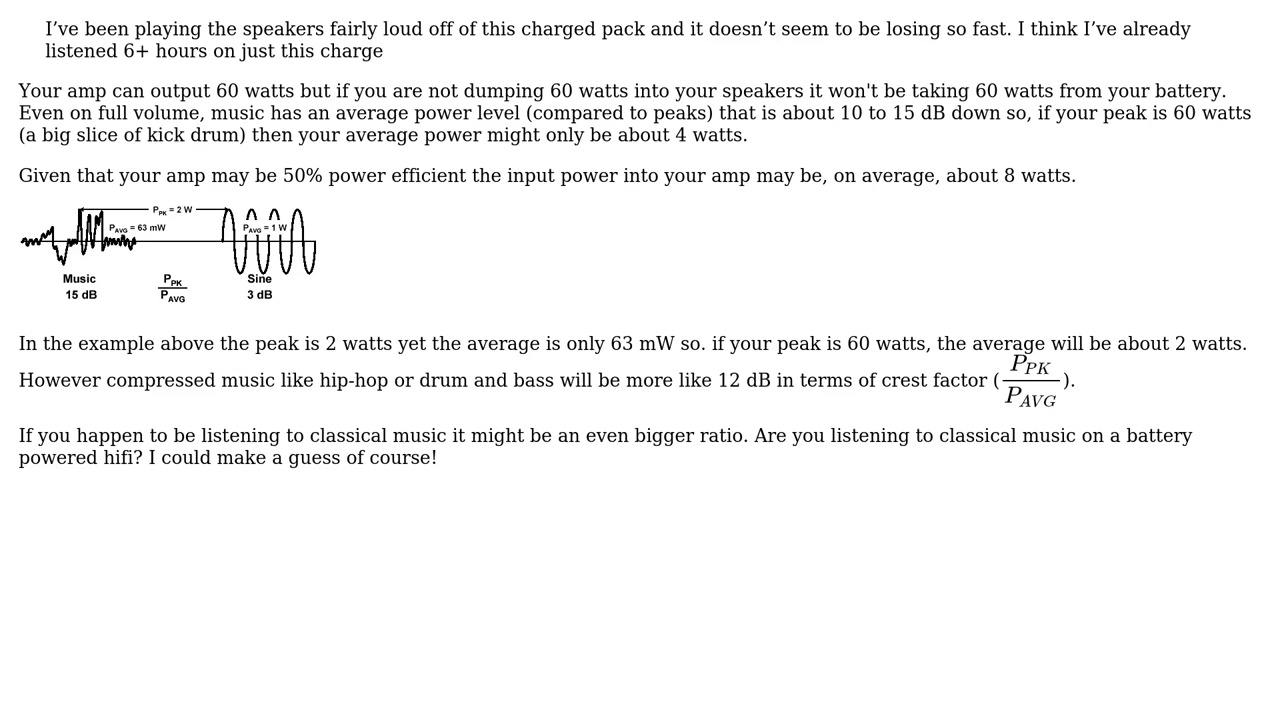 I’ve been playing the speakers fairly loud off of this charged pack and it doesn’t seem to be losing so fast. I think I’ve already
listened 6+ hours on just this charge
Your amp can output 60 watts but if you are not dumping 60 watts into your speakers it won't be taking 60 watts from your battery.
Even on full volume, music has an average power level (compared to peaks) that is about 10 to 15 dB down so, if your peak is 60 watts
(a big slice of kick drum) then your average power might only be about 4 watts.
Given that your amp may be 50% power efficient the input power into your amp may be, on average, about 8 watts.
P_PK = 2 W
P_AVG = 63 mW
P_AVG = 1 W
Music
15 dB
P_PK
P_AVG
Sine
3 dB
In the example above the peak is 2 watts yet the average is only 63 mW so. if your peak is 60 watts, the average will be about 2 watts.
However compressed music like hip-hop or drum and bass will be more like 12 dB in terms of crest factor (P_PK/P_AVG).
If you happen to be listening to classical music it might be an even bigger ratio. Are you listening to classical music on a battery
powered hifi? I could make a guess of course!